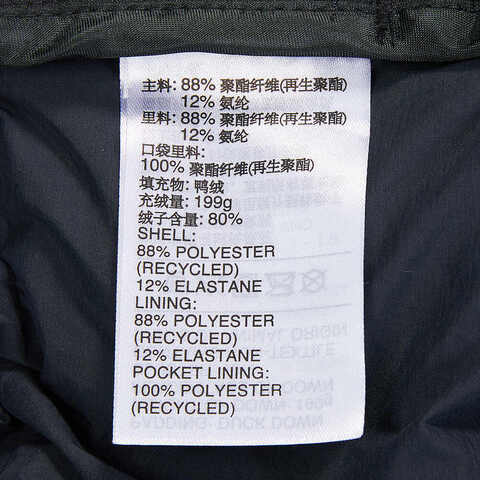 主料: 88% 聚酯纤维(再生聚酯)
12% 氨纶
里料: 88% 聚酯纤维(再生聚酯)
12% 氨纶
口袋里料:
100% 聚酯纤维(再生聚酯)
填充物: 鸭绒
充绒量: 199g
绒子含量: 80%
SHELL:
88% POLYESTER
(RECYCLED)
12% ELASTANE
LINING:
88% POLYESTER
(RECYCLED)
12% ELASTANE
POCKET LINING:
100% POLYESTER
(RECYCLED)